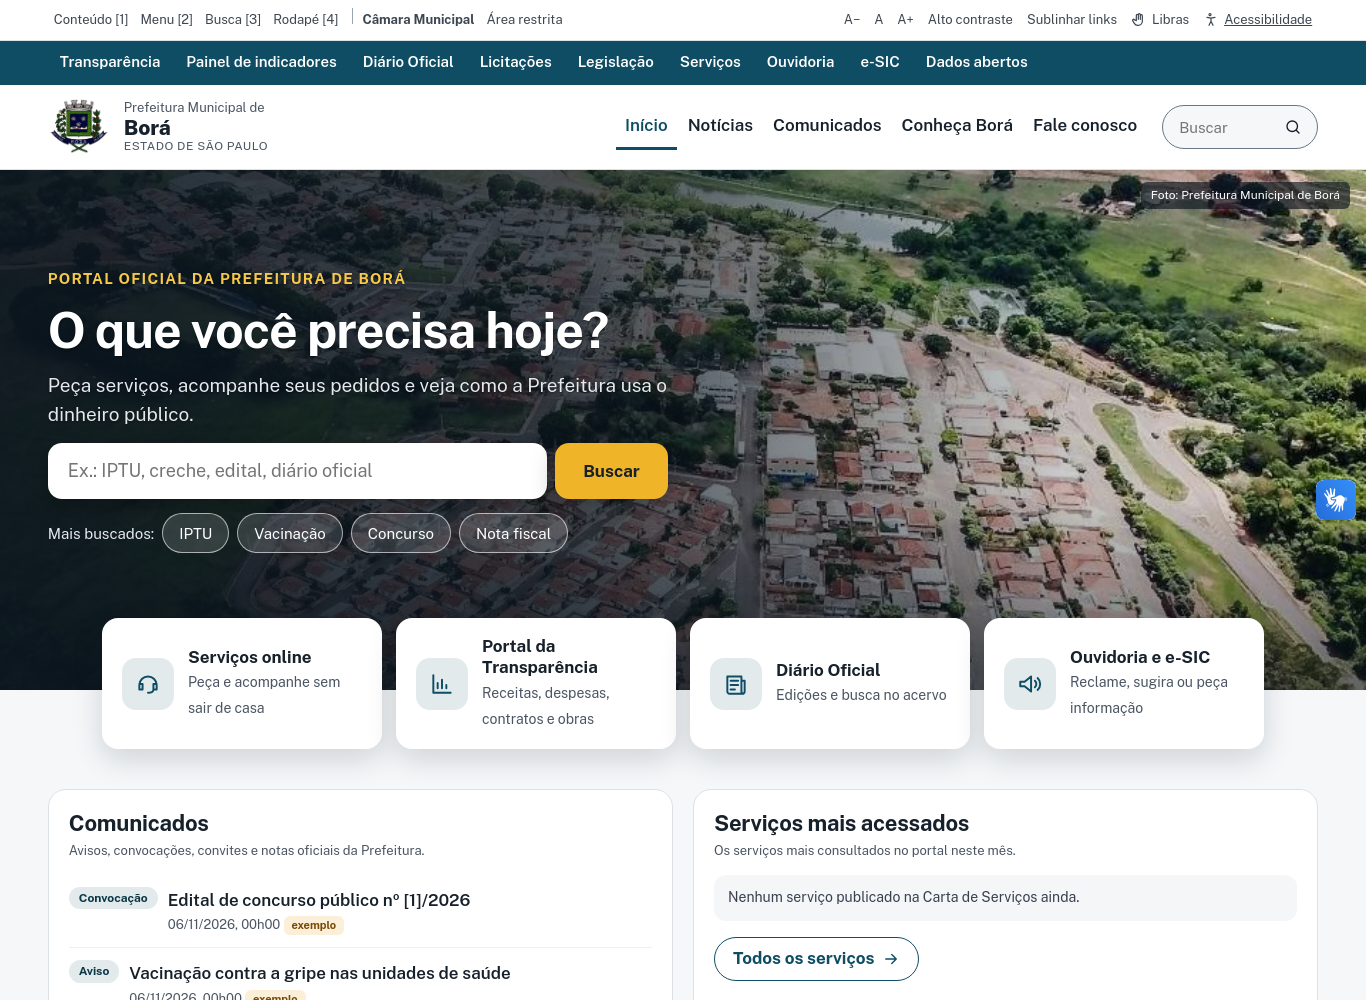 Conteúdo [1] Menu [2] Busca [3] Rodapé [4] Câmara Municipal Área restrita A− A A+ Alto contraste Sublinhar links Libras Acessibilidade
Transparência Painel de indicadores Diário Oficial Licitações Legislação Serviços Ouvidoria e-SIC Dados abertos
Prefeitura Municipal de
Borá
ESTADO DE SÃO PAULO
Início Notícias Comunicados Conheça Borá Fale conosco Buscar
Foto: Prefeitura Municipal de Borá
PORTAL OFICIAL DA PREFEITURA DE BORÁ
O que você precisa hoje?
Peça serviços, acompanhe seus pedidos e veja como a Prefeitura usa o
dinheiro público.
Ex.: IPTU, creche, edital, diário oficial Buscar
Mais buscados: IPTU Vacinação Concurso Nota fiscal
Serviços online
Peça e acompanhe sem
sair de casa
Portal da
Transparência
Receitas, despesas,
contratos e obras
Diário Oficial
Edições e busca no acervo
Ouvidoria e e-SIC
Reclame, sugira ou peça
informação
Comunicados
Avisos, convocações, convites e notas oficiais da Prefeitura.
Convocação Edital de concurso público nº [1]/2026
06/11/2026, 00h00 exemplo
Aviso Vacinação contra a gripe nas unidades de saúde
06/11/2026, 00h00 exemplo
Serviços mais acessados
Os serviços mais consultados no portal neste mês.
Nenhum serviço publicado na Carta de Serviços ainda.
Todos os serviços